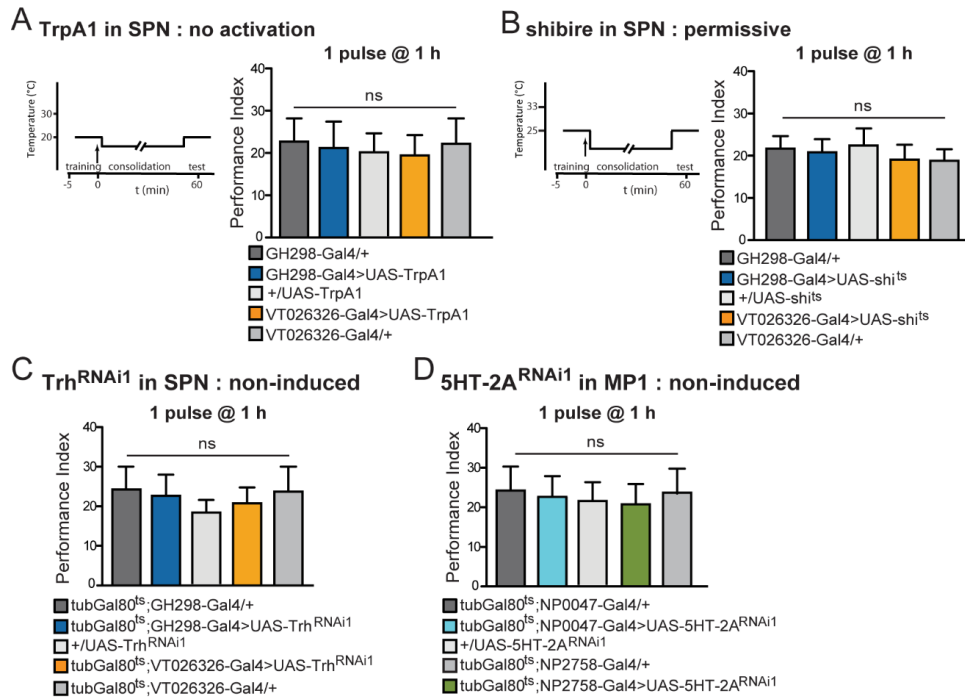 A TrpA1 in SPN : no activation
1 pulse @ 1 h
Temperature (°C)
30
20
training
consolidation
test
-5
0
60
t (min)
Performance Index
40
30
20
10
0
ns
GH298-Gal4/+
GH298-Gal4>UAS-TrpA1
+/UAS-TrpA1
VT026326-Gal4>UAS-TrpA1
VT026326-Gal4/+
B shibire in SPN : permissive
1 pulse @ 1 h
Temperature (°C)
33
25
training
consolidation
test
-5
0
60
t (min)
Performance Index
40
30
20
10
0
ns
GH298-Gal4/+
GH298-Gal4>UAS-shiᵗˢ
+/UAS-shiᵗˢ
VT026326-Gal4>UAS-shiᵗˢ
VT026326-Gal4/+
C Trhᴿᴺᴬⁱ¹ in SPN : non-induced
1 pulse @ 1 h
Performance Index
40
30
20
10
0
ns
tubGal80ᵗˢ;GH298-Gal4/+
tubGal80ᵗˢ;GH298-Gal4>UAS-Trhᴿᴺᴬⁱ¹
+/UAS-Trhᴿᴺᴬⁱ¹
tubGal80ᵗˢ;VT026326-Gal4>UAS-Trhᴿᴺᴬⁱ¹
tubGal80ᵗˢ;VT026326-Gal4/+
D 5HT-2Aᴿᴺᴬⁱ¹ in MP1 : non-induced
1 pulse @ 1 h
Performance Index
40
30
20
10
0
ns
tubGal80ᵗˢ;NP0047-Gal4/+
tubGal80ᵗˢ;NP0047-Gal4>UAS-5HT-2Aᴿᴺᴬⁱ¹
+/UAS-5HT-2Aᴿᴺᴬⁱ¹
tubGal80ᵗˢ;NP2758-Gal4/+
tubGal80ᵗˢ;NP2758-Gal4>UAS-5HT-2Aᴿᴺᴬⁱ¹